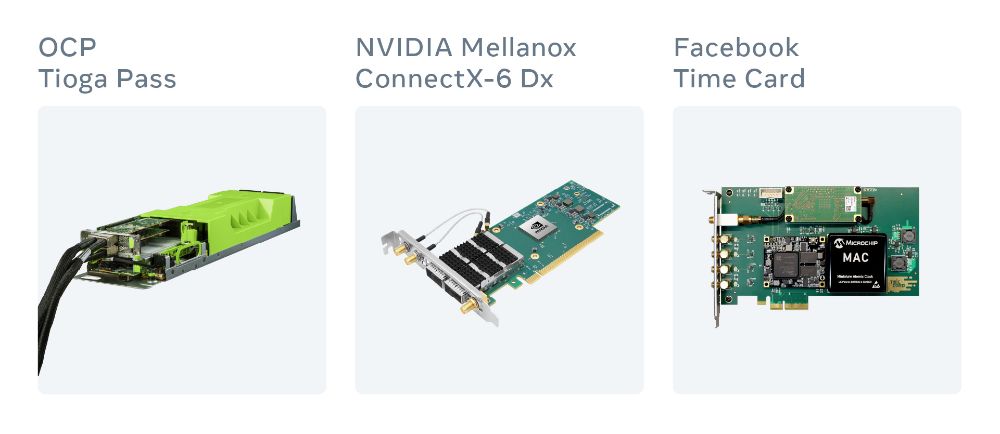 OCP
Tioga Pass
NVIDIA Mellanox
ConnectX-6 Dx
Facebook
Time Card
NVIDIA
MICROCHIP
MAC
Miniature Atomic Clock
TIME
CARD